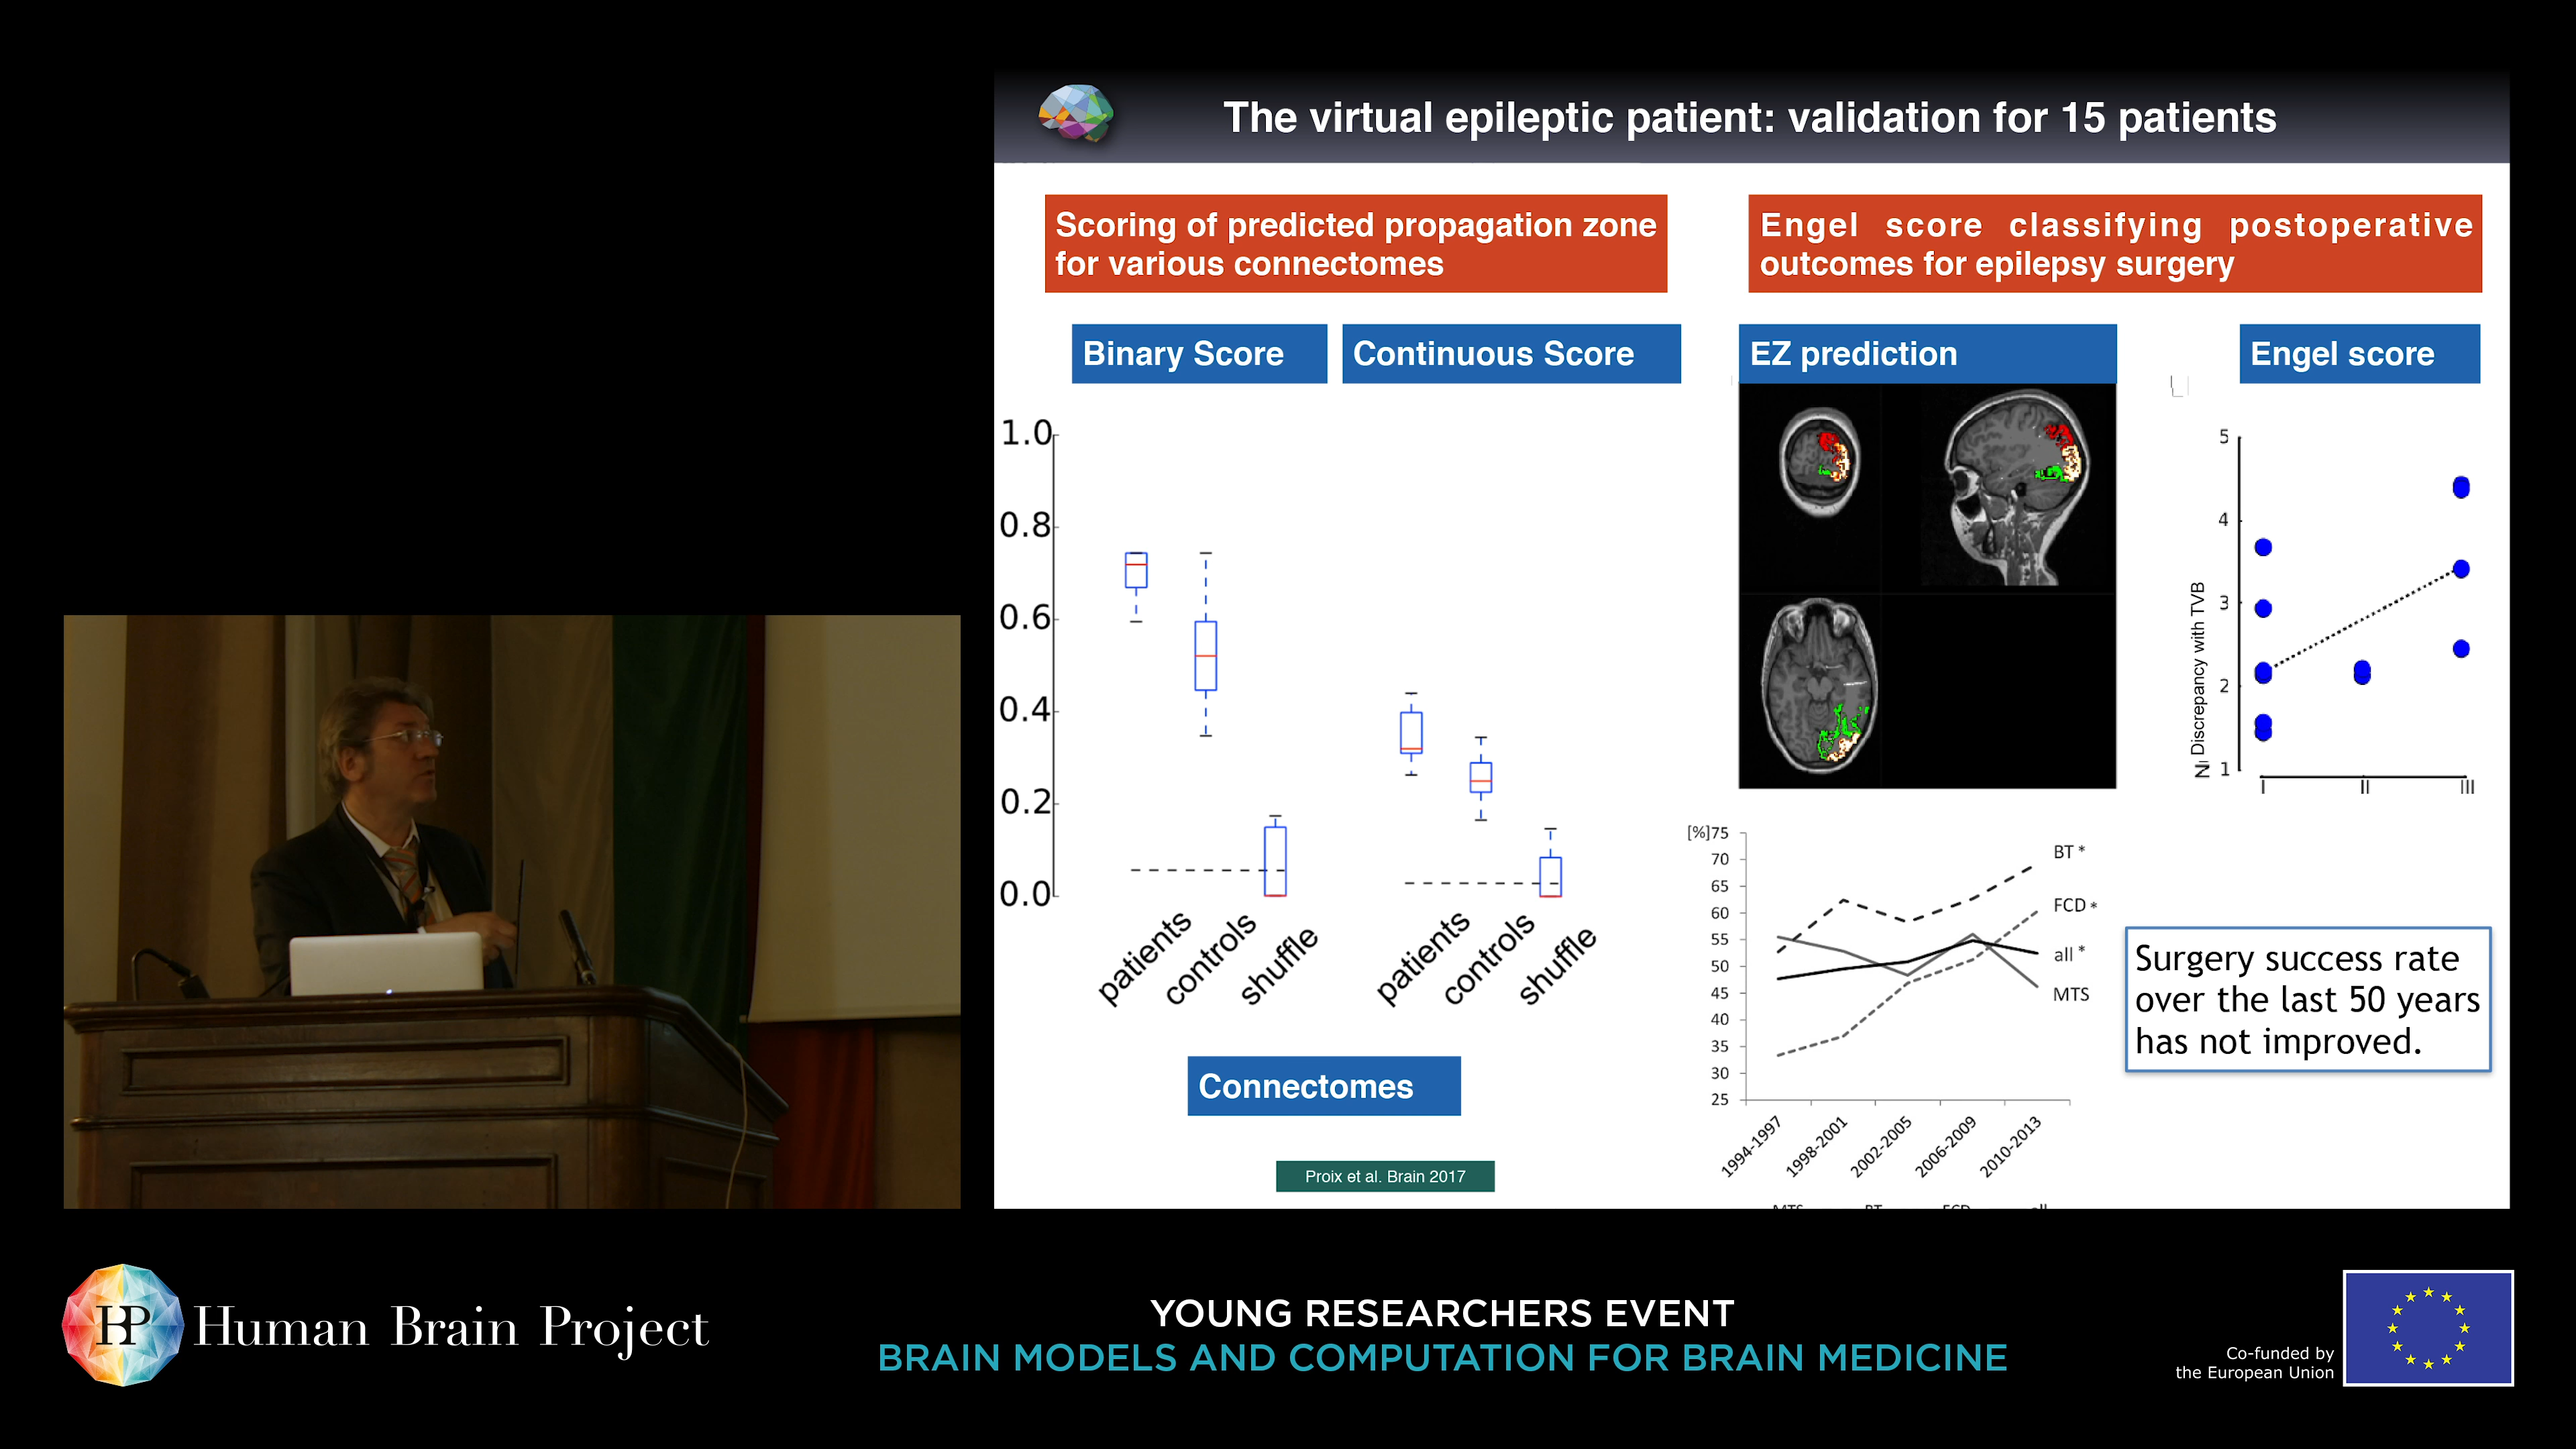 The virtual epileptic patient: validation for 15 patients
Scoring of predicted propagation zone
for various connectomes
Engel score classifying postoperative
outcomes for epilepsy surgery
Binary Score
Continuous Score
EZ prediction
Engel score
1.0
0.8
0.6
0.4
0.2
0.0
patients
controls
shuffle
patients
controls
shuffle
Connectomes
Proix et al. Brain 2017
5
4
3
2
1
Discrepancy with TVB
I
II
III
[%]75
70
65
60
55
50
45
40
35
30
25
BT *
FCD *
all *
MTS
1994-1997
1998-2001
2002-2005
2006-2009
2010-2013
Surgery success rate
over the last 50 years
has not improved.
HBP
Human Brain Project
YOUNG RESEARCHERS EVENT
BRAIN MODELS AND COMPUTATION FOR BRAIN MEDICINE
Co-funded by
the European Union